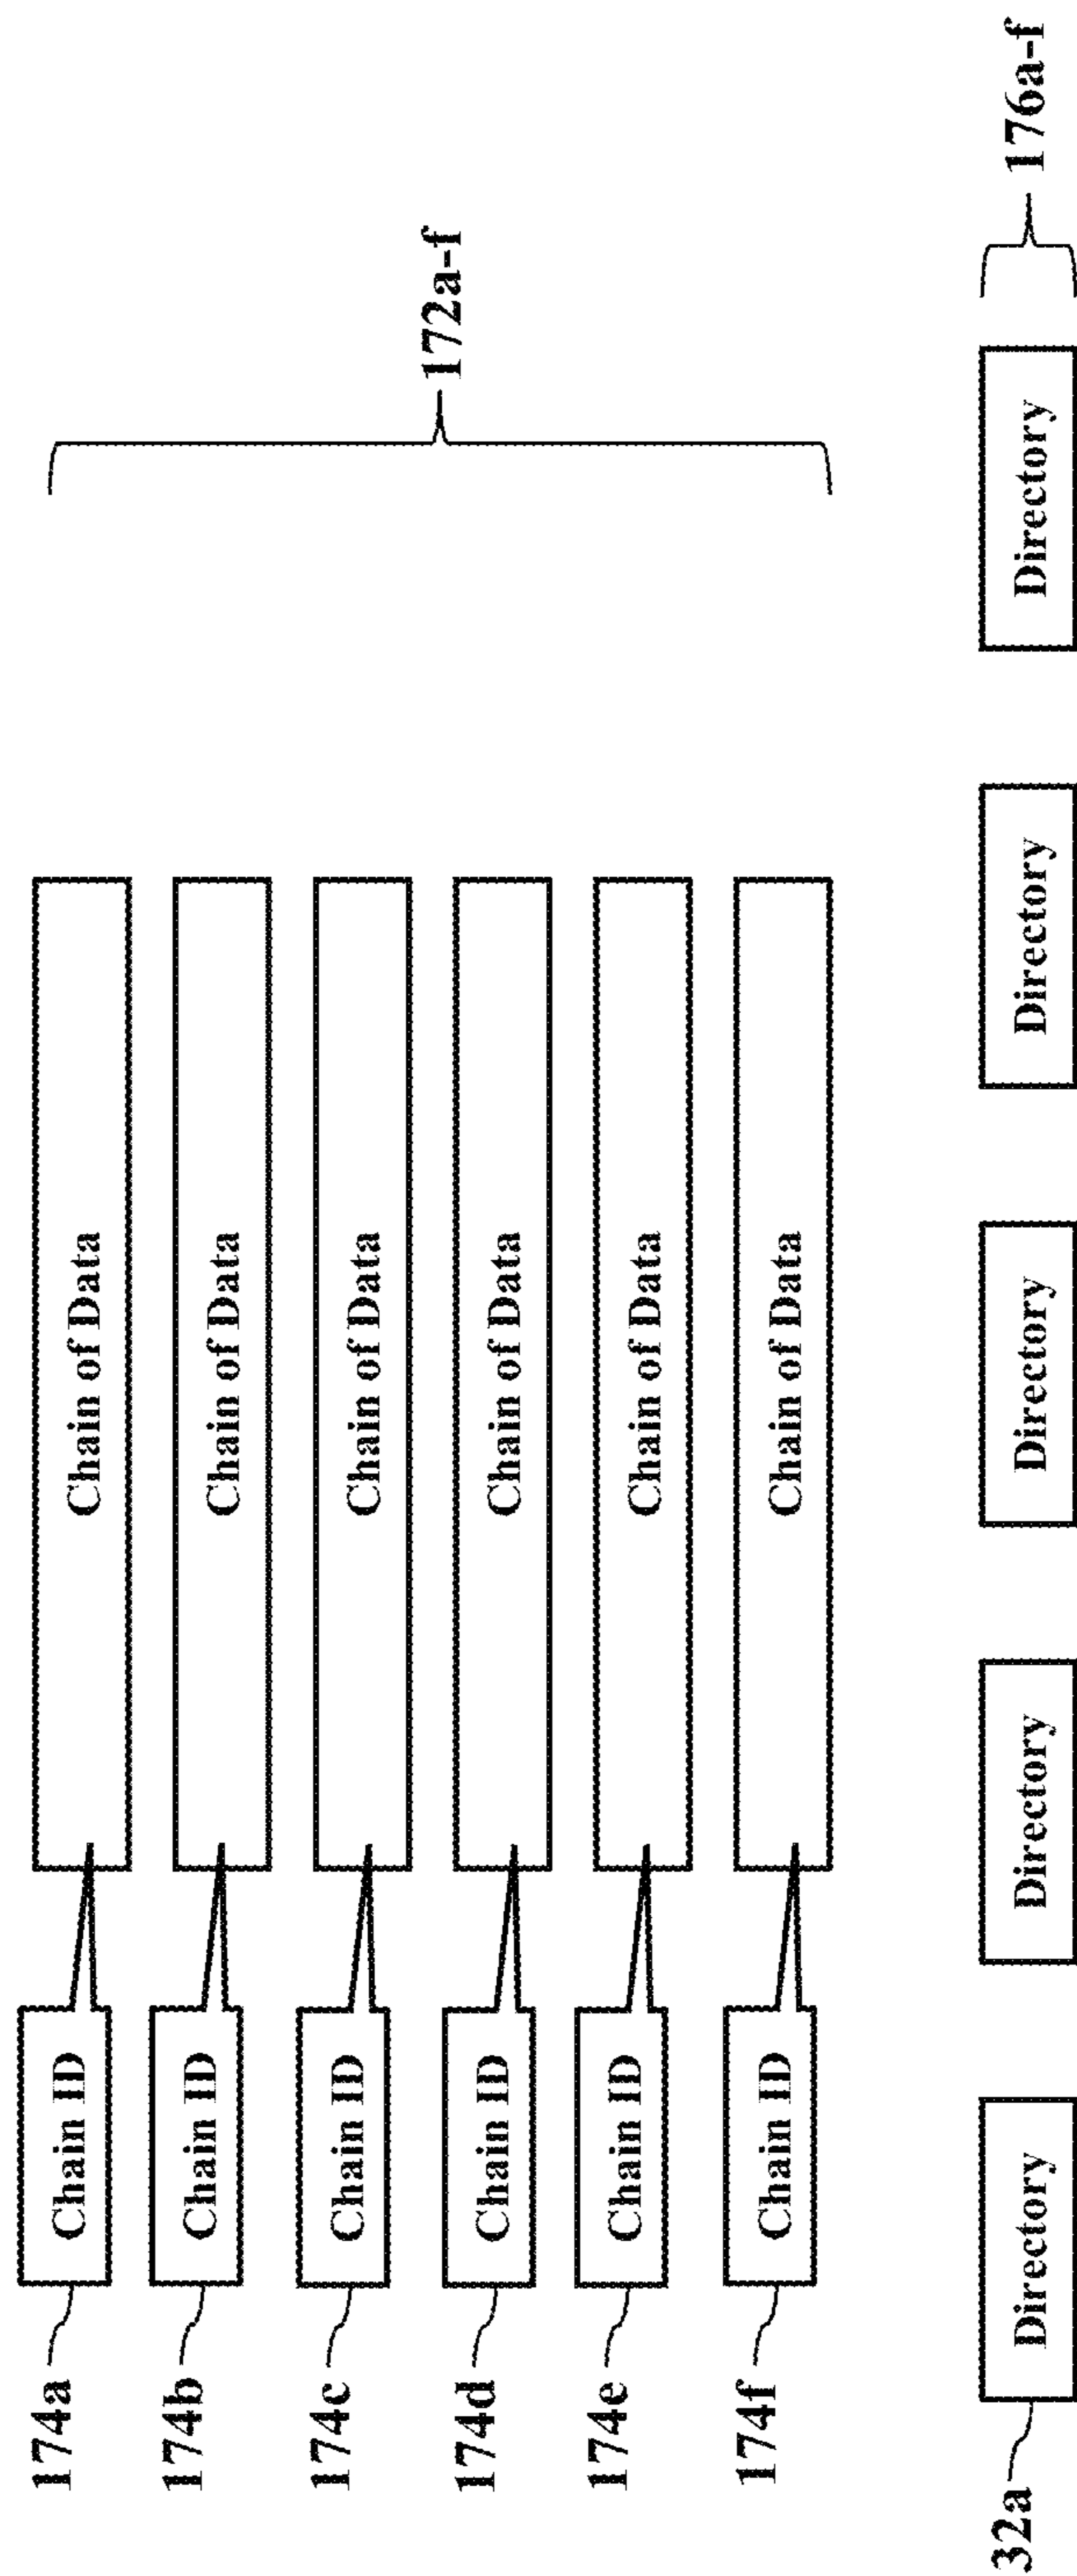 174a Chain ID Chain of Data
174b Chain ID Chain of Data
174c Chain ID Chain of Data
174d Chain ID Chain of Data
174e Chain ID Chain of Data
174f Chain ID Chain of Data
172a-f
32a Directory Directory Directory Directory Directory 176a-f